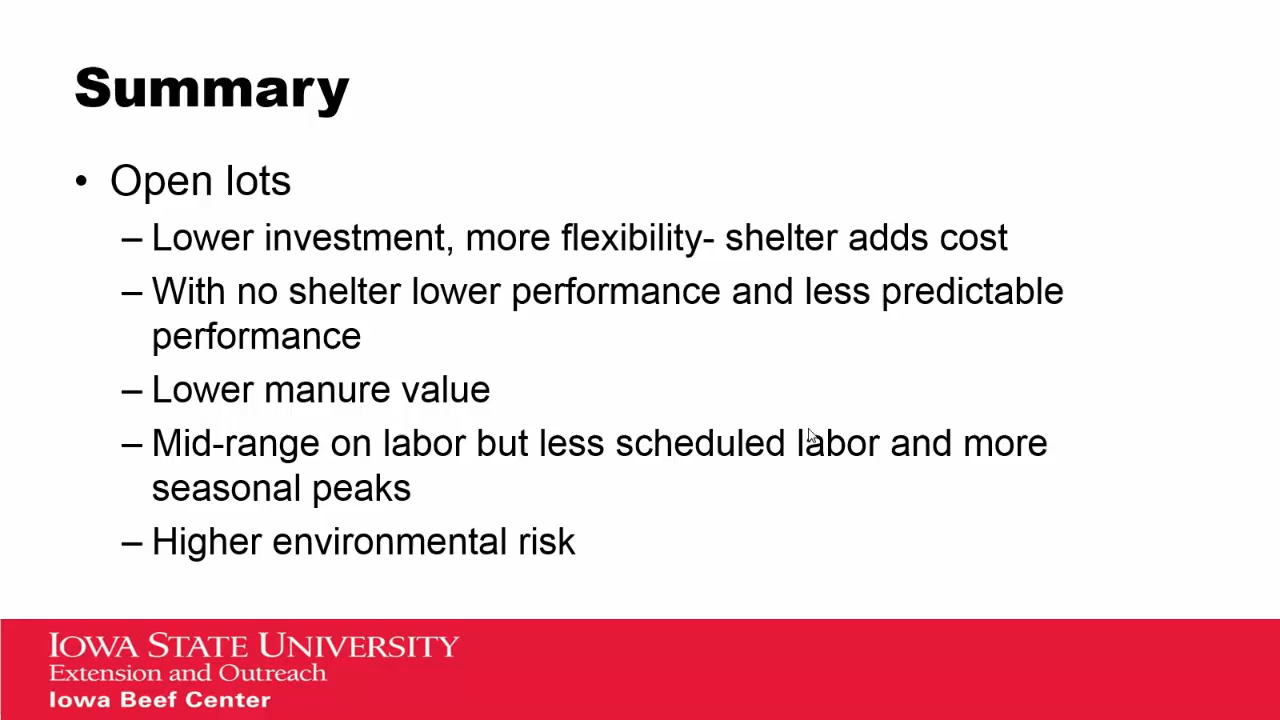 Summary
• Open lots
– Lower investment, more flexibility- shelter adds cost
– With no shelter lower performance and less predictable
performance
– Lower manure value
– Mid-range on labor but less scheduled labor and more
seasonal peaks
– Higher environmental risk
IOWA STATE UNIVERSITY
Extension and Outreach
Iowa Beef Center